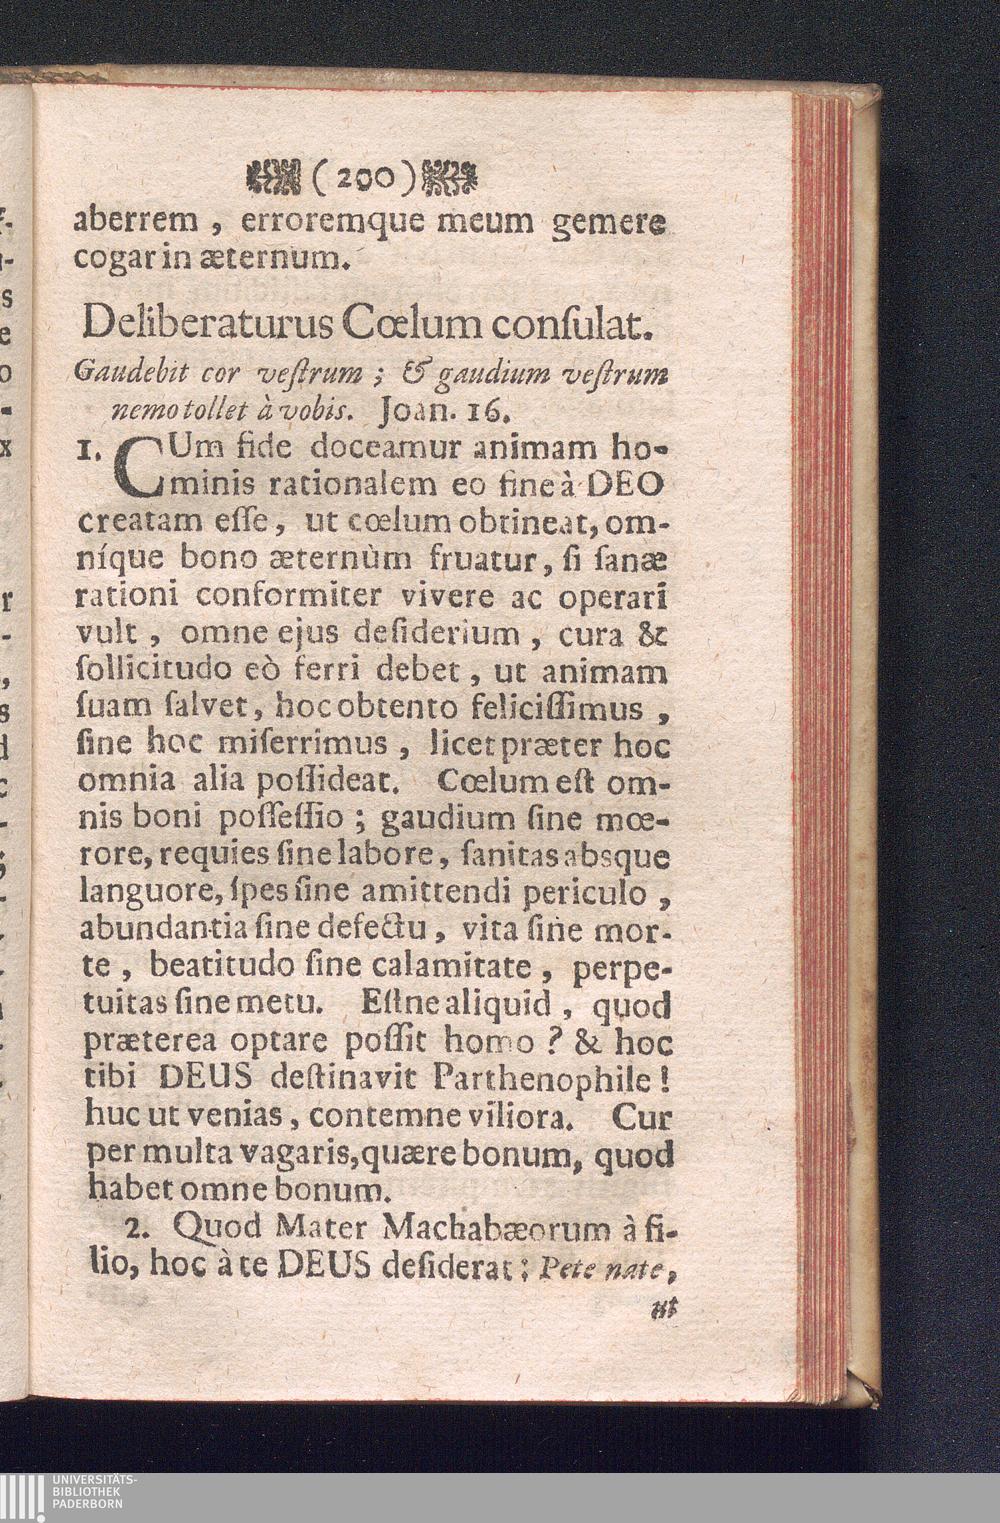 (200)
aberrem, erroremque meum gemere
cogar in æternum.
Deliberaturus Cœlum conſulat.
Gaudebit cor veſtrum; & gaudium veſtrum
nemo tollet à vobis. Joan. 16.
1. CUm fide doceamur animam ho-
minis rationalem eo fine à DEO
creatam eſſe, ut cœlum obtineat, om-
níque bono æternùm fruatur, ſi ſanæ
rationi conformiter vivere ac operari
vult, omne ejus deſiderium, cura &
ſollicitudo eò ferri debet, ut animam
ſuam ſalvet, hoc obtento feliciſſimus,
ſine hoc miſerrimus, licet præter hoc
omnia alia poſſideat. Cœlum eſt om-
nis boni poſſeſſio; gaudium ſine mœ-
rore, requies ſine labore, ſanitas absque
languore, ſpes ſine amittendi periculo,
abundantia ſine defectu, vita ſine mor-
te, beatitudo ſine calamitate, perpe-
tuitas ſine metu. Eſtne aliquid, quod
præterea optare poſſit homo? & hoc
tibi DEUS deſtinavit Parthenophile!
huc ut venias, contemne viliora. Cur
per multa vagaris, quære bonum, quod
habet omne bonum.
2. Quod Mater Machabæorum à fi-
lio, hoc à te DEUS deſiderat: Pete nate,
ut
UNIVERSITÄTS-
BIBLIOTHEK
PADERBORN